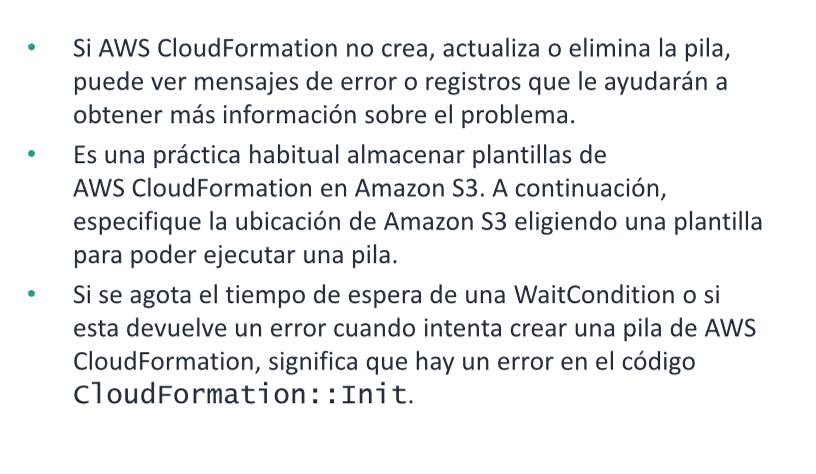 • Si AWS CloudFormation no crea, actualiza o elimina la pila,
puede ver mensajes de error o registros que le ayudarán a
obtener más información sobre el problema.
• Es una práctica habitual almacenar plantillas de
AWS CloudFormation en Amazon S3. A continuación,
especifique la ubicación de Amazon S3 eligiendo una plantilla
para poder ejecutar una pila.
• Si se agota el tiempo de espera de una WaitCondition o si
esta devuelve un error cuando intenta crear una pila de AWS
CloudFormation, significa que hay un error en el código
CloudFormation::Init.